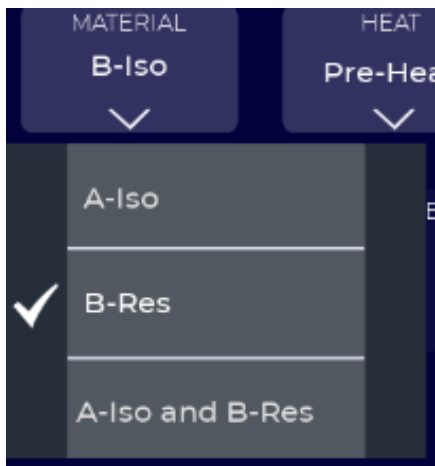 MATERIAL
B-Iso
HEAT
Pre-Hea
A-Iso
B-Res
A-Iso and B-Res